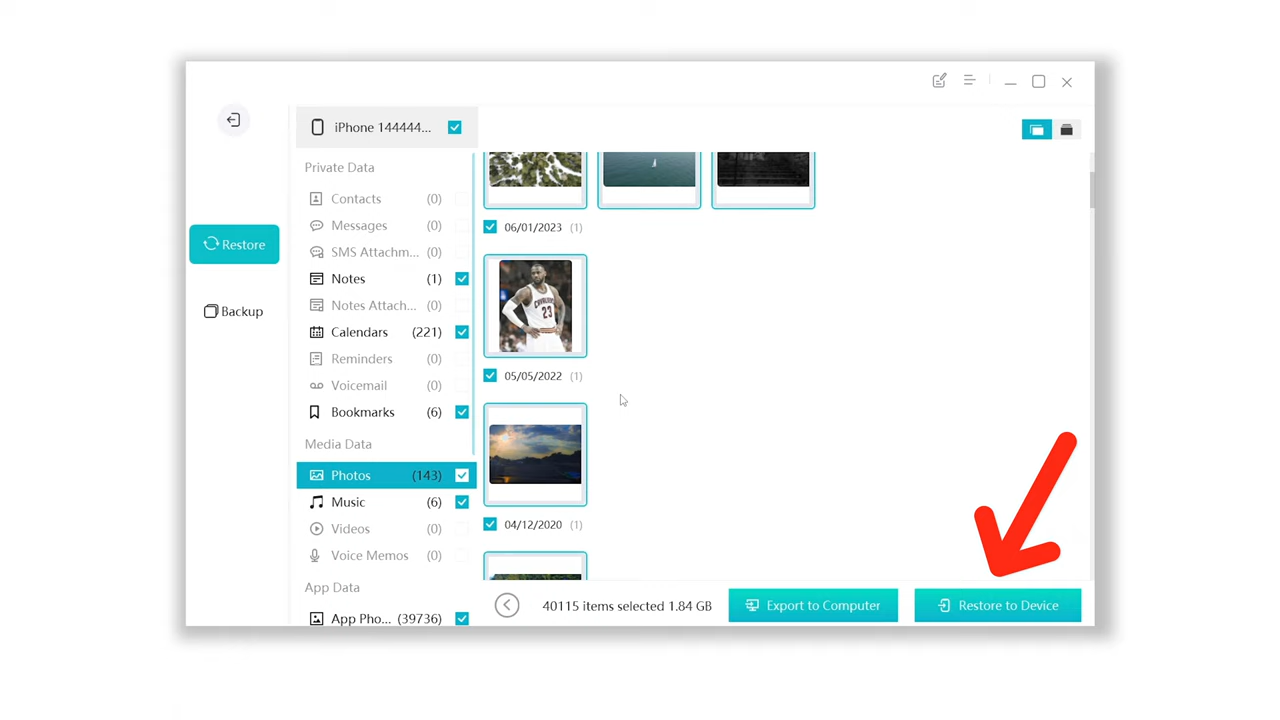 iPhone 144444...
Private Data
Contacts (0)
Messages (0)
SMS Attachm... (0)
Restore
Notes (1)
Notes Attach... (0)
Backup
Calendars (221)
Reminders (0)
Voicemail (0)
Bookmarks (6)
Media Data
Photos (143)
Music (6)
Videos (0)
Voice Memos (0)
App Data
App Pho... (39736)
06/01/2023 (1)
CAVALIERS
23
05/05/2022 (1)
04/12/2020 (1)
40115 items selected 1.84 GB
Export to Computer
Restore to Device